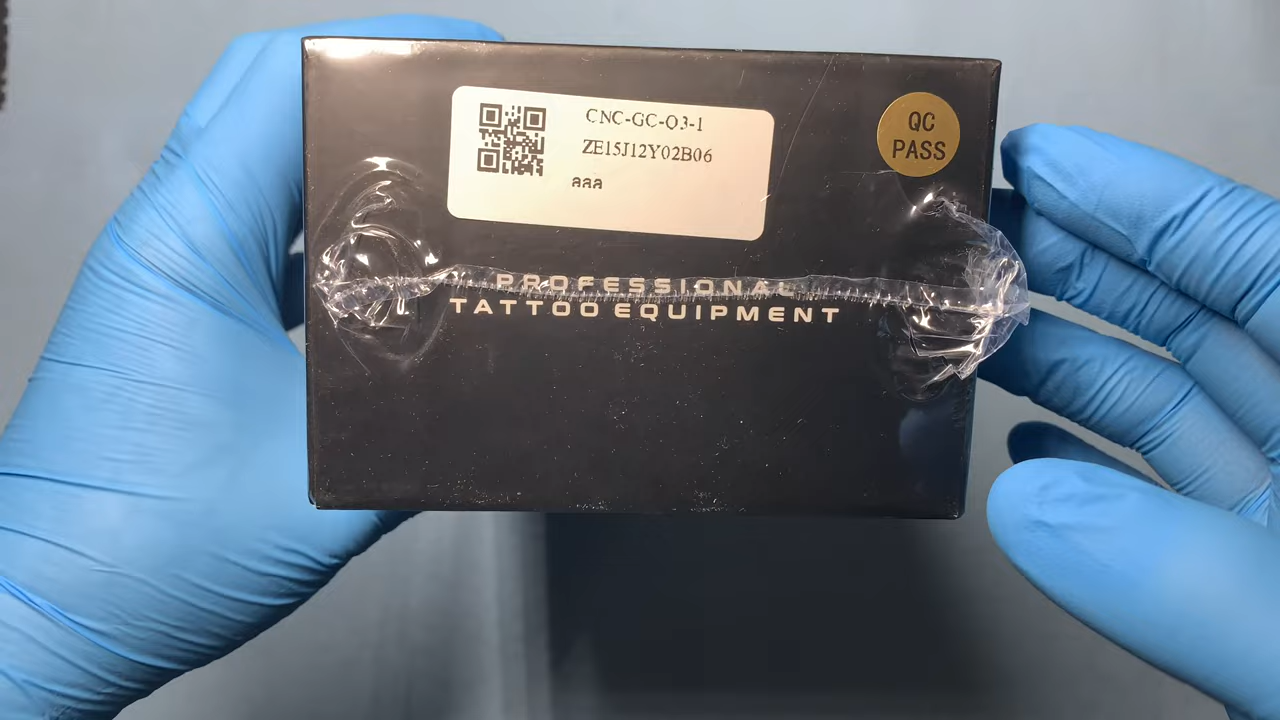 CNC-GC-Q3-1
ZE15J12Y02B06
aaa
QC
PASS
PROFESSIONAL
TATTOO EQUIPMENT